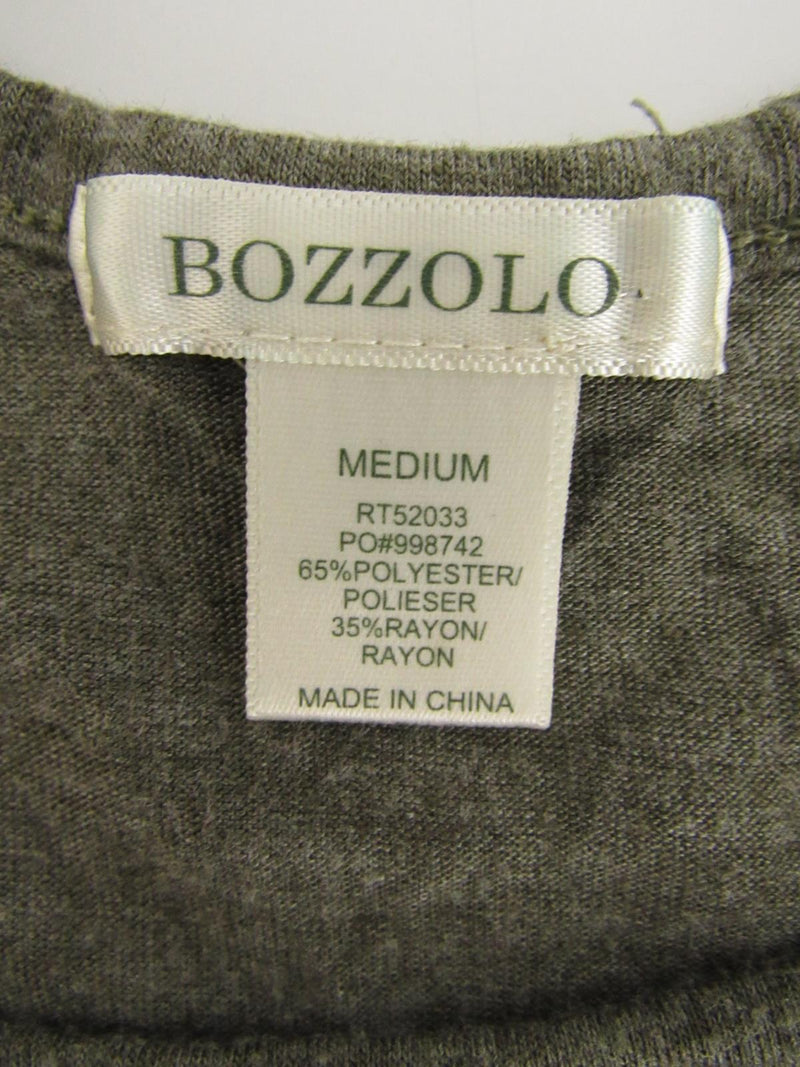 BOZZOLO
MEDIUM
RT52033
PO#998742
65%POLYESTER/
POLIESER
35%RAYON/
RAYON
MADE IN CHINA